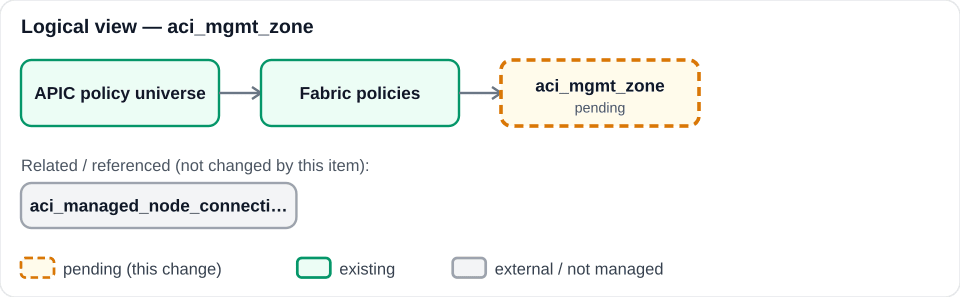 Logical view — aci_mgmt_zone
APIC policy universe
Fabric policies
aci_mgmt_zone
pending
Related / referenced (not changed by this item):
aci_managed_node_connecti…
pending (this change)
existing
external / not managed